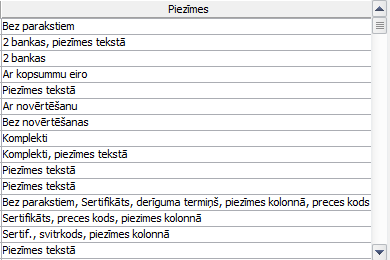 Piezīmes
Bez parakstiem
2 bankas, piezīmes tekstā
2 bankas
Ar kopsummu eiro
Piezīmes tekstā
Ar novērtēšanu
Bez novērtēšanas
Komplekti
Komplekti, piezīmes tekstā
Piezīmes tekstā
Piezīmes tekstā
Bez parakstiem, Sertifikāts, derīguma termiņš, piezīmes kolonnā, preces kods
Sertifikāts, preces kods, piezimes kolonnā
Sertif., svitrkods, piezīmes kolonnā
Piezīmes tekstā